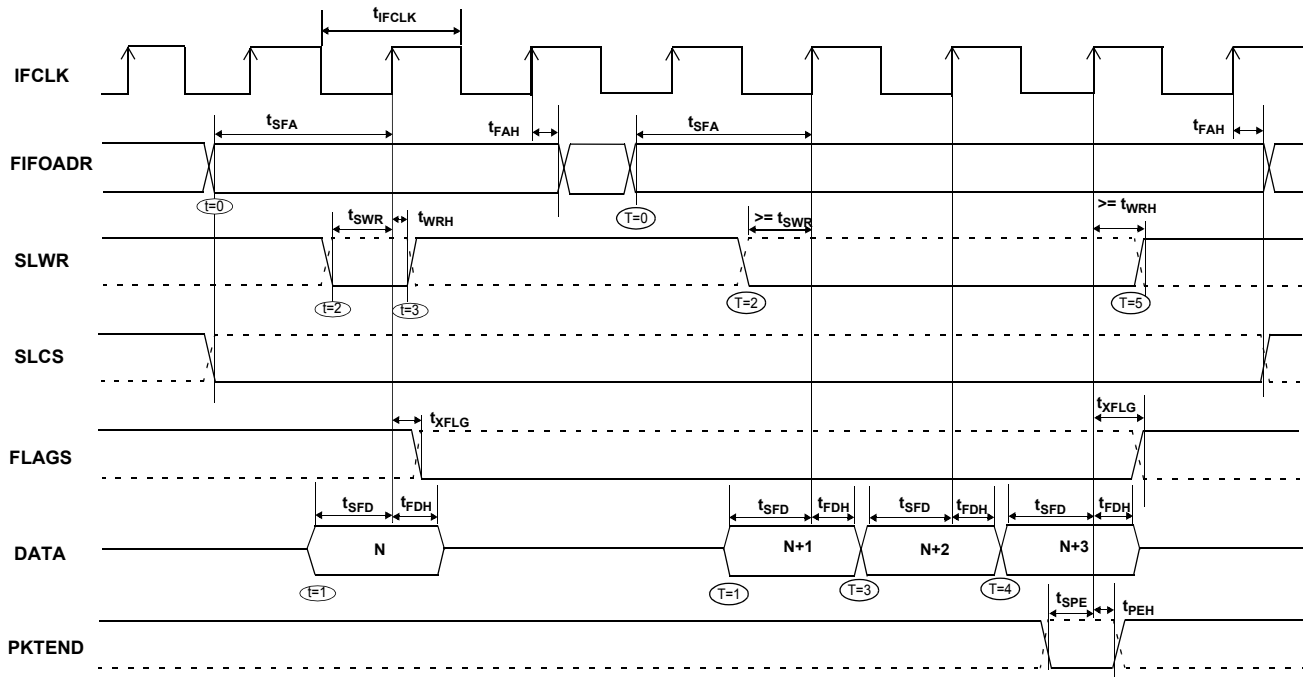 tIFCLK
IFCLK
tSFA
tFAH
tSFA
tFAH
FIFOADR
t=0
T=0
tSWR
tWRH
>= tSWR
>= tWRH
SLWR
t=2
t=3
T=2
T=5
SLCS
tXFLG
tXFLG
FLAGS
tSFD
tFDH
tSFD
tFDH
tSFD
tFDH
tSFD
tFDH
DATA
N
N+1
N+2
N+3
t=1
T=1
T=3
T=4
tSPE
tPEH
PKTEND